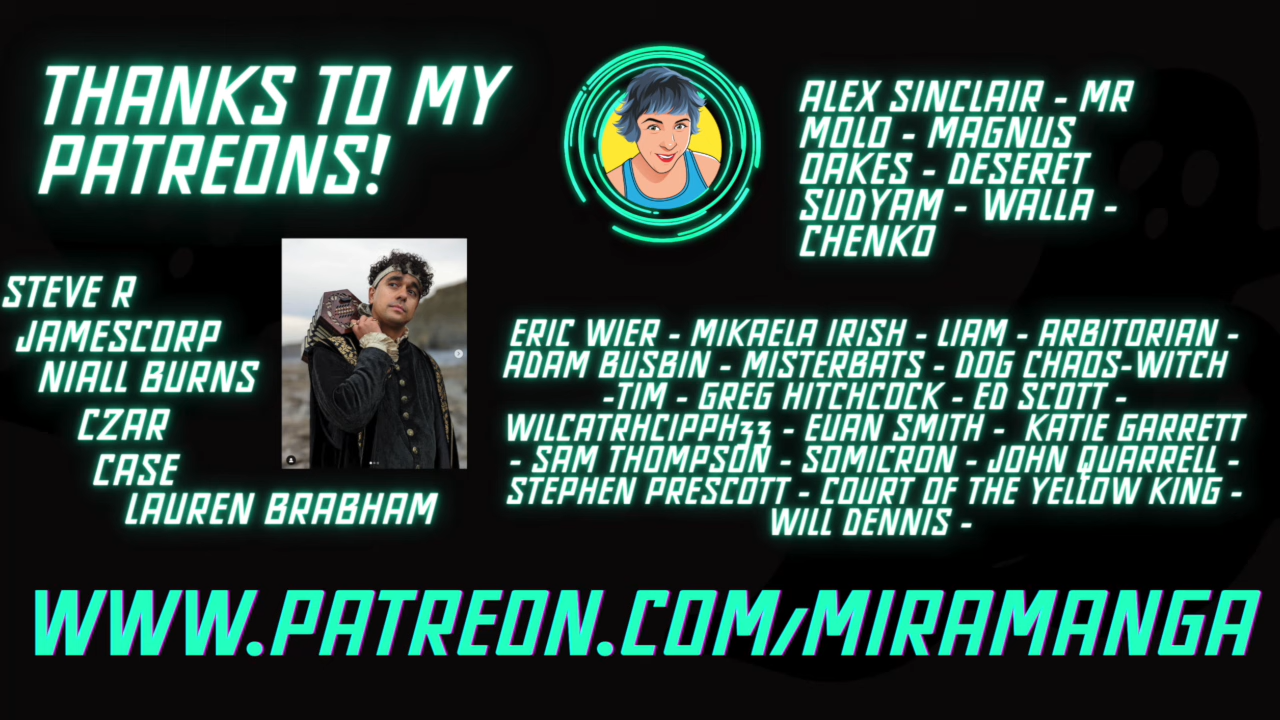 THANKS TO MY
PATREONS!
ALEX SINCLAIR - MR
MOLO - MAGNUS
OAKES - DESERET
SUDYAM - WALLA -
CHENKO
STEVE R
JAMESCORP
NIALL BURNS
CZAR
CASE
LAUREN BRABHAM
ERIC WIER - MIKAELA IRISH - LIAM - ARBITORIAN -
ADAM BUSBIN - MISTERBATS - DOG CHAOS-WITCH
-TIM - GREG HITCHCOCK - ED SCOTT -
WILCATRHCIPPH33 - EUAN SMITH - KATIE GARRETT
- SAM THOMPSON - SOMICRON - JOHN QUARRELL -
STEPHEN PRESCOTT - COURT OF THE YELLOW KING -
WILL DENNIS -
WWW.PATREON.COM/MIRAMANGA